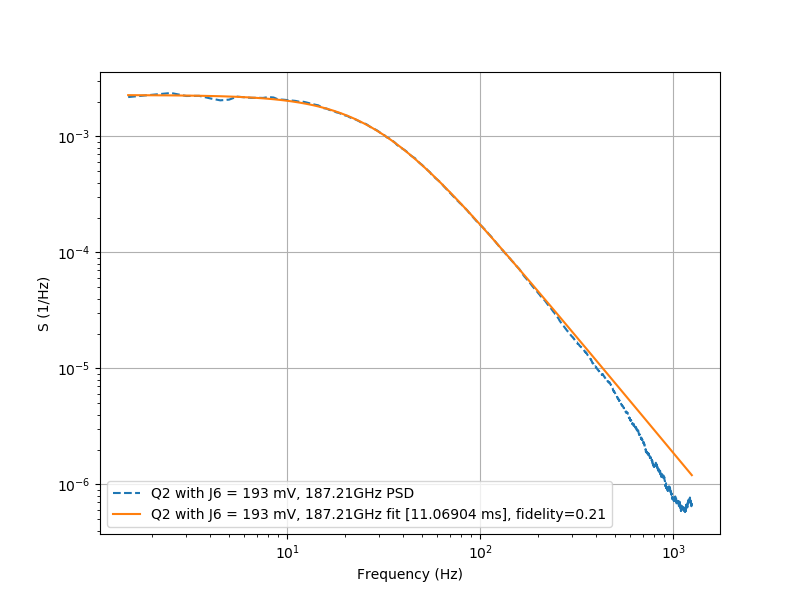 10⁻³
10⁻⁴
10⁻⁵
10⁻⁶
S (1/Hz)
Q2 with J6 = 193 mV, 187.21GHz PSD
Q2 with J6 = 193 mV, 187.21GHz fit [11.06904 ms], fidelity=0.21
10¹ 10² 10³
Frequency (Hz)